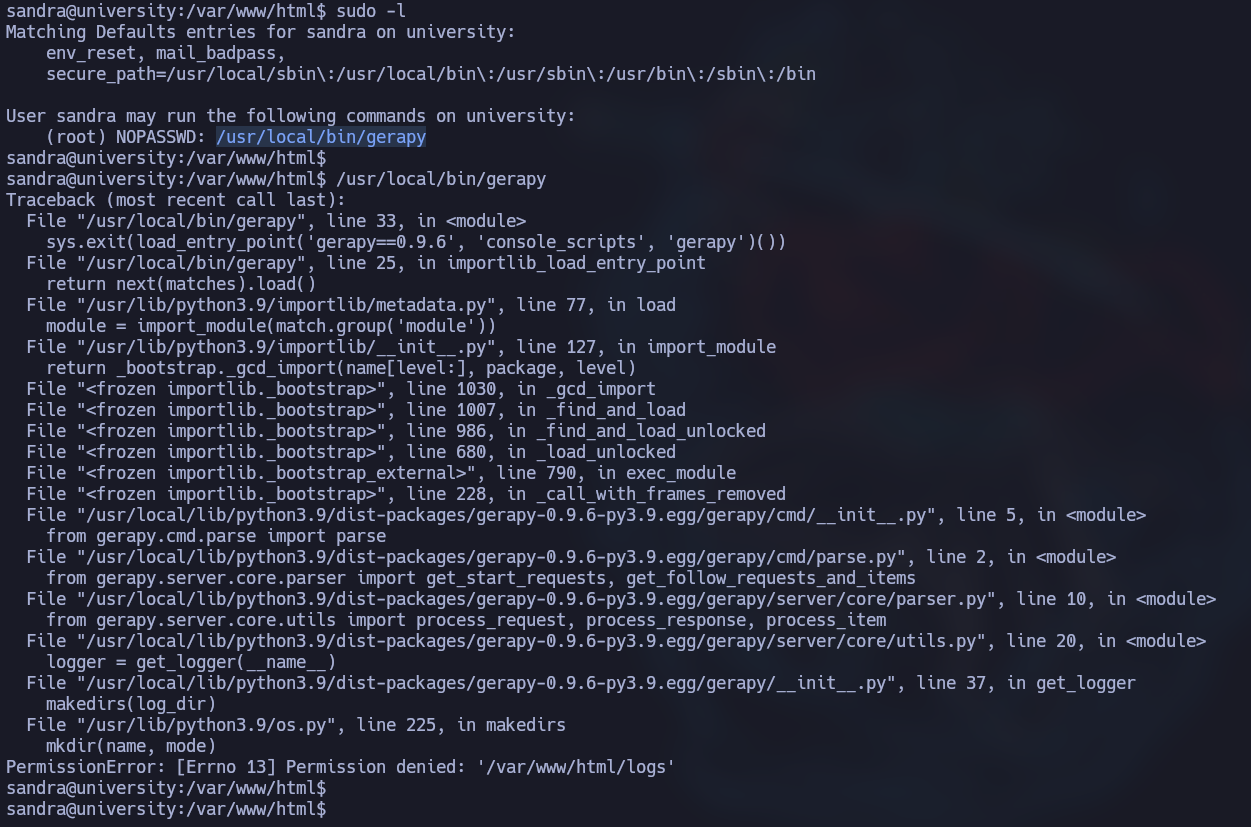 sandra@university:/var/www/html$ sudo -l
Matching Defaults entries for sandra on university:
    env_reset, mail_badpass,
    secure_path=/usr/local/sbin\:/usr/local/bin\:/usr/sbin\:/usr/bin\:/sbin\:/bin

User sandra may run the following commands on university:
    (root) NOPASSWD: /usr/local/bin/gerapy
sandra@university:/var/www/html$
sandra@university:/var/www/html$ /usr/local/bin/gerapy
Traceback (most recent call last):
  File "/usr/local/bin/gerapy", line 33, in <module>
    sys.exit(load_entry_point('gerapy==0.9.6', 'console_scripts', 'gerapy')())
  File "/usr/local/bin/gerapy", line 25, in importlib_load_entry_point
    return next(matches).load()
  File "/usr/lib/python3.9/importlib/metadata.py", line 77, in load
    module = import_module(match.group('module'))
  File "/usr/lib/python3.9/importlib/__init__.py", line 127, in import_module
    return _bootstrap._gcd_import(name[level:], package, level)
  File "<frozen importlib._bootstrap>", line 1030, in _gcd_import
  File "<frozen importlib._bootstrap>", line 1007, in _find_and_load
  File "<frozen importlib._bootstrap>", line 986, in _find_and_load_unlocked
  File "<frozen importlib._bootstrap>", line 680, in _load_unlocked
  File "<frozen importlib._bootstrap_external>", line 790, in exec_module
  File "<frozen importlib._bootstrap>", line 228, in _call_with_frames_removed
  File "/usr/local/lib/python3.9/dist-packages/gerapy-0.9.6-py3.9.egg/gerapy/cmd/__init__.py", line 5, in <module>
    from gerapy.cmd.parse import parse
  File "/usr/local/lib/python3.9/dist-packages/gerapy-0.9.6-py3.9.egg/gerapy/cmd/parse.py", line 2, in <module>
    from gerapy.server.core.parser import get_start_requests, get_follow_requests_and_items
  File "/usr/local/lib/python3.9/dist-packages/gerapy-0.9.6-py3.9.egg/gerapy/server/core/parser.py", line 10, in <module>
    from gerapy.server.core.utils import process_request, process_response, process_item
  File "/usr/local/lib/python3.9/dist-packages/gerapy-0.9.6-py3.9.egg/gerapy/server/core/utils.py", line 20, in <module>
    logger = get_logger(__name__)
  File "/usr/local/lib/python3.9/dist-packages/gerapy-0.9.6-py3.9.egg/gerapy/__init__.py", line 37, in get_logger
    makedirs(log_dir)
  File "/usr/lib/python3.9/os.py", line 225, in makedirs
    mkdir(name, mode)
PermissionError: [Errno 13] Permission denied: '/var/www/html/logs'
sandra@university:/var/www/html$
sandra@university:/var/www/html$